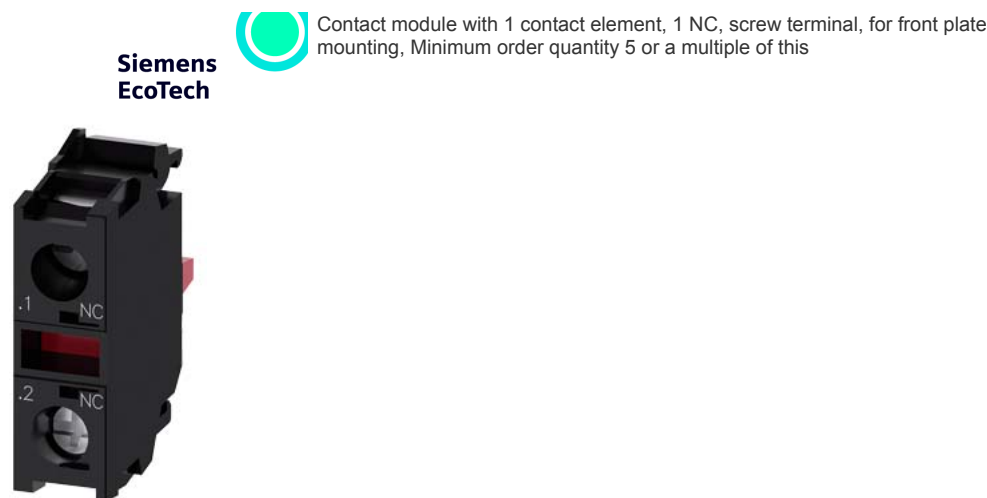 Contact module with 1 contact element, 1 NC, screw terminal, for front plate
mounting, Minimum order quantity 5 or a multiple of this
Siemens
EcoTech
.1 NC
.2 NC